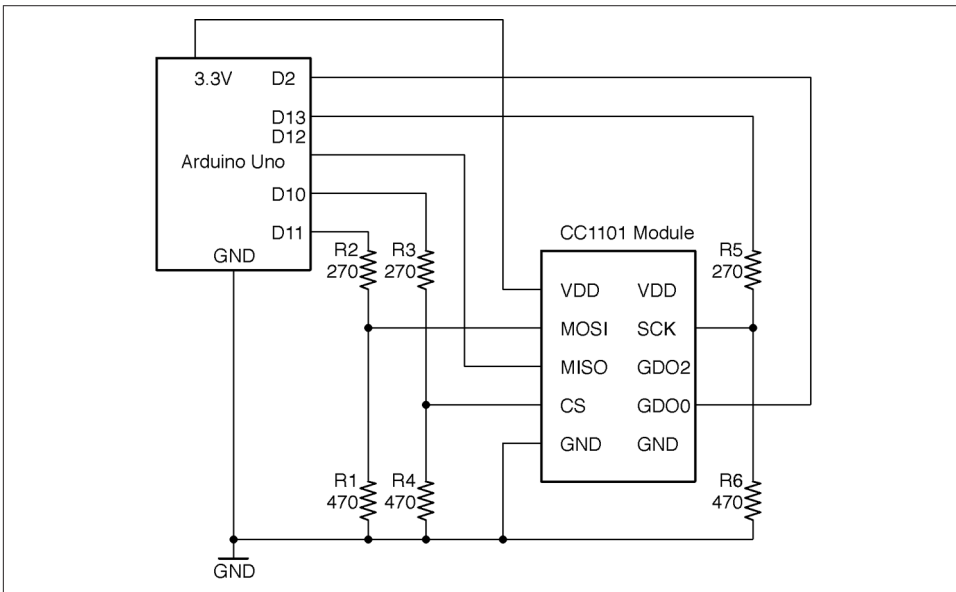 3.3V
D2
D13
D12
Arduino Uno
D10
D11
GND
R2
270
R3
270
CC1101 Module
R5
270
VDD
VDD
MOSI
SCK
MISO
GDO2
CS
GDO0
GND
GND
R1
470
R4
470
R6
470
GND